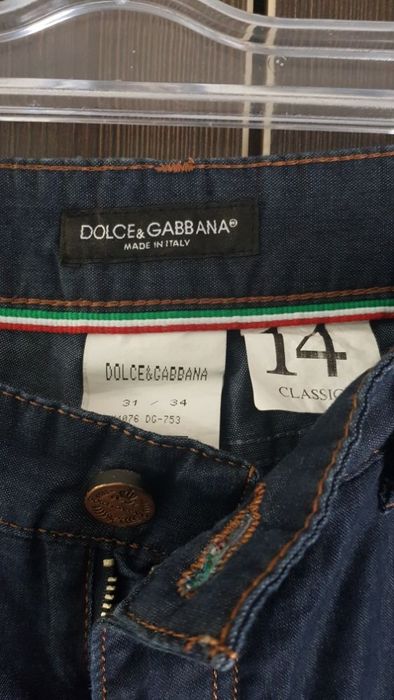 DOLCE&GABBANA®
MADE IN ITALY
14
CLASSIC
DOLCE&GABBANA
31 / 34
DG-753